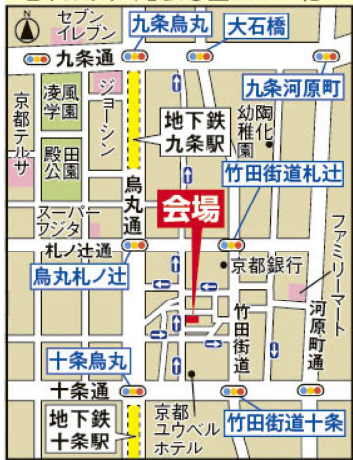 N
セブン
イレブン
九条烏丸
大石橋
九条通
九条河原町
京都テルサ
凌風
学園
ジョーシン
地下鉄
九条駅
陶化
幼稚園
殿田
公園
竹田街道札辻
烏丸通
会場
スーパー
フジタ
札ノ辻通
京都銀行
ファミリーマート
烏丸札ノ辻
竹田街道
河原町通
十条烏丸
十条通
地下鉄
十条駅
京都
ユウベル
ホテル
竹田街道十条